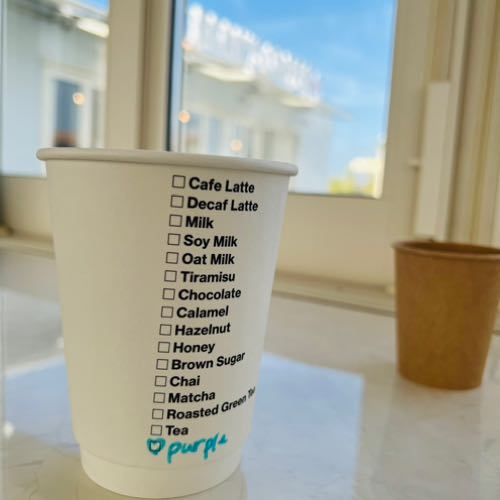 Cafe Latte
Decaf Latte
Milk
Soy Milk
Oat Milk
Tiramisu
Chocolate
Calamel
Hazelnut
Honey
Brown Sugar
Chai
Matcha
Roasted Green Tea
Tea
purple